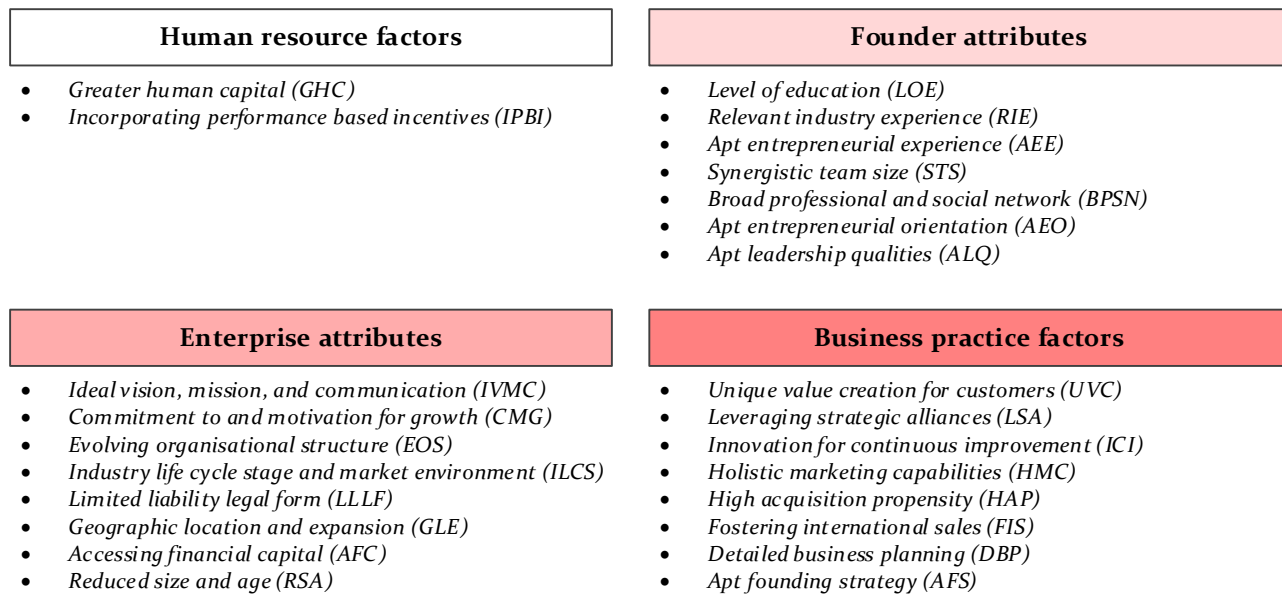 Human resource factors
• Greater human capital (GHC)
• Incorporating performance based incentives (IPBI)
Founder attributes
• Level of education (LOE)
• Relevant industry experience (RIE)
• Apt entrepreneurial experience (AEE)
• Synergistic team size (STS)
• Broad professional and social network (BPSN)
• Apt entrepreneurial orientation (AEO)
• Apt leadership qualities (ALQ)
Enterprise attributes
• Ideal vision, mission, and communication (IVMC)
• Commitment to and motivation for growth (CMG)
• Evolving organisational structure (EOS)
• Industry life cycle stage and market environment (ILCS)
• Limited liability legal form (LLLF)
• Geographic location and expansion (GLE)
• Accessing financial capital (AFC)
• Reduced size and age (RSA)
Business practice factors
• Unique value creation for customers (UVC)
• Leveraging strategic alliances (LSA)
• Innovation for continuous improvement (ICI)
• Holistic marketing capabilities (HMC)
• High acquisition propensity (HAP)
• Fostering international sales (FIS)
• Detailed business planning (DBP)
• Apt founding strategy (AFS)